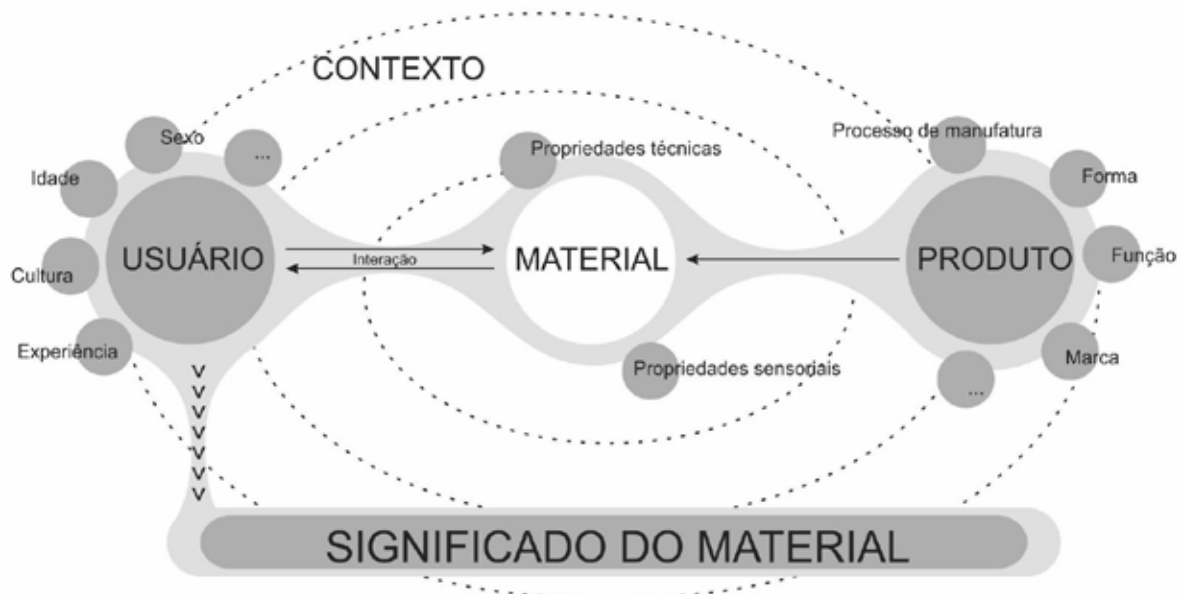 CONTEXTO
Sexo
...
Idade
Cultura
Experiência
USUÁRIO
Interação
Propriedades técnicas
MATERIAL
Propriedades sensoriais
Processo de manufatura
Forma
Função
Marca
...
PRODUTO
>
>
>
>
>
>
>
SIGNIFICADO DO MATERIAL